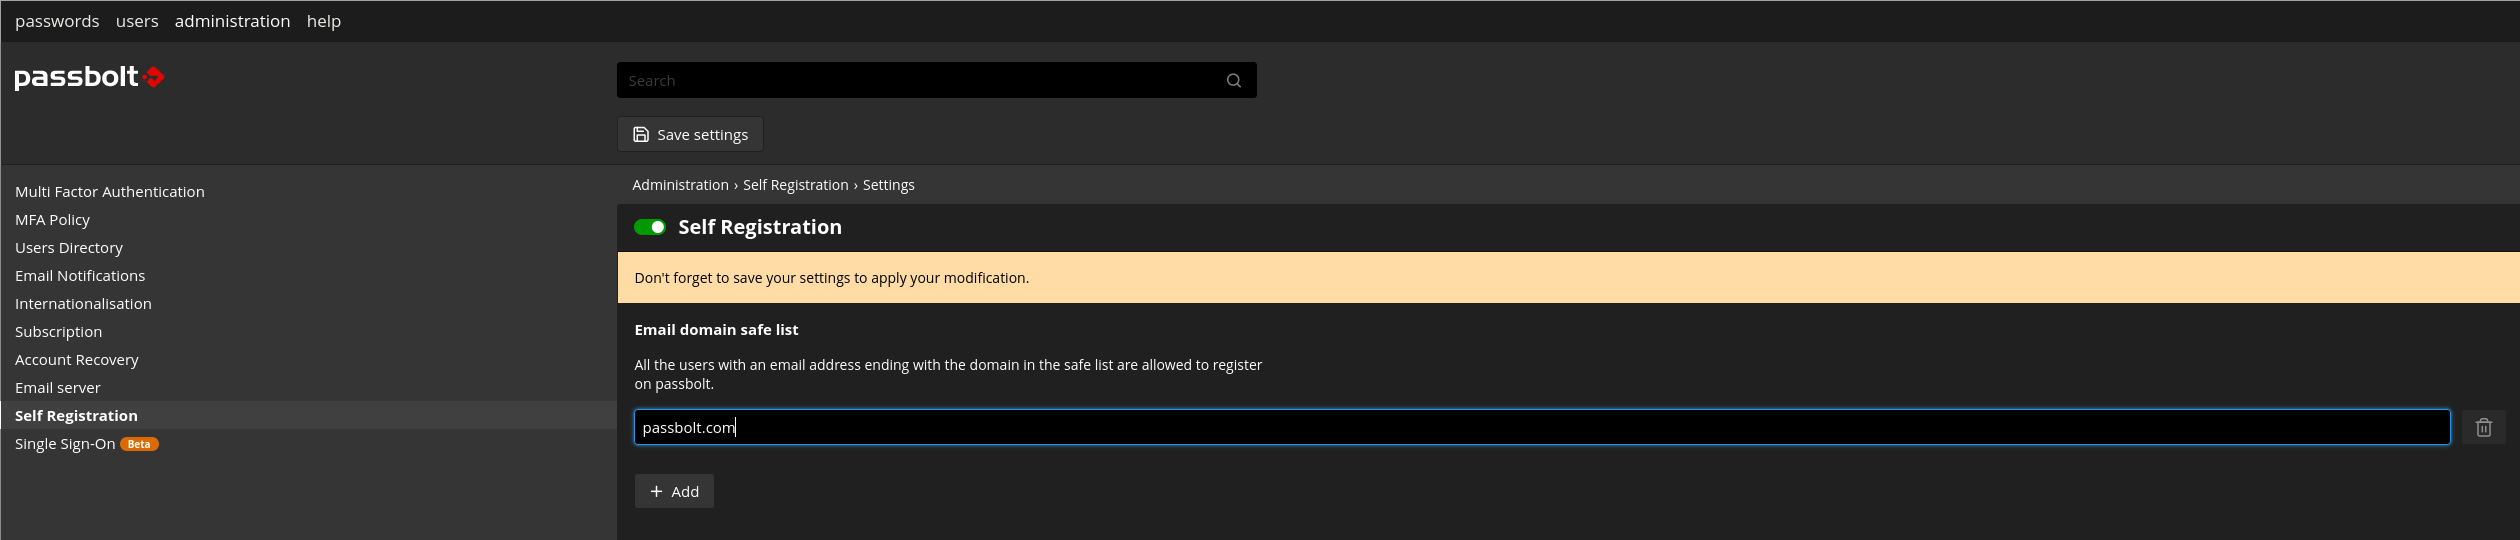 passwords users administration help
passbolt
Search
Save settings
Multi Factor Authentication
MFA Policy
Users Directory
Email Notifications
Internationalisation
Subscription
Account Recovery
Email server
Self Registration
Single Sign-On Beta
Administration › Self Registration › Settings
Self Registration
Don't forget to save your settings to apply your modification.
Email domain safe list
All the users with an email address ending with the domain in the safe list are allowed to register
on passbolt.
passbolt.com
Add